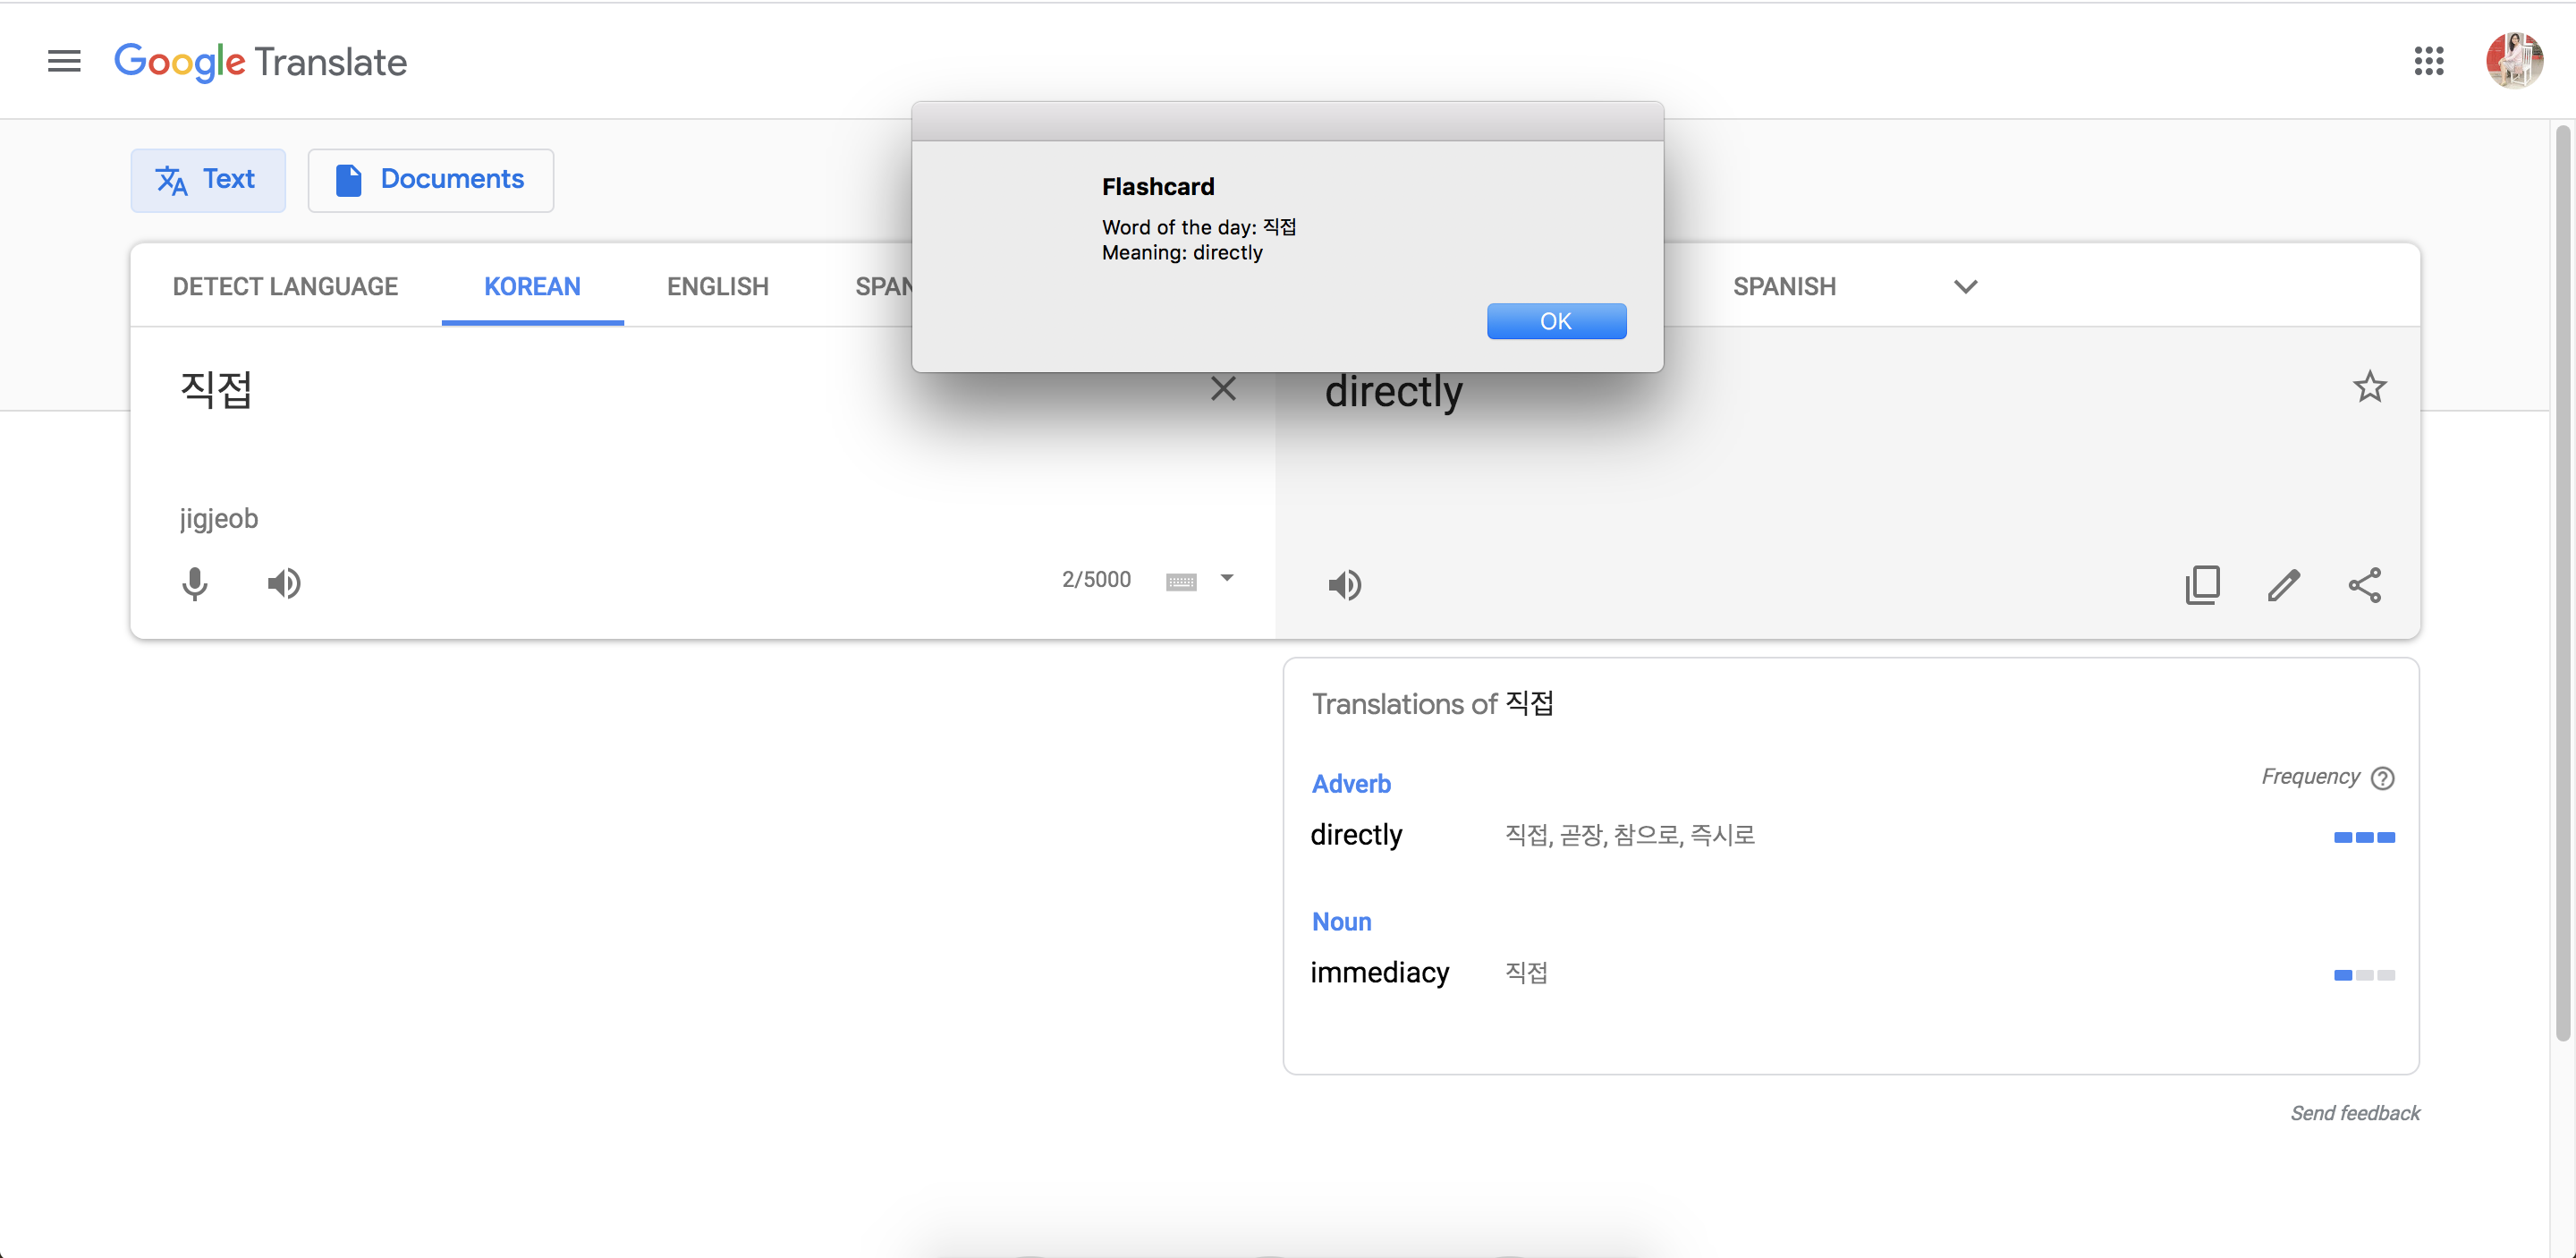 Google Translate
Text
Documents
Flashcard
Word of the day: 직접
Meaning: directly
OK
DETECT LANGUAGE
KOREAN
ENGLISH
SPAN
SPANISH
직접
directly
jigjeob
2/5000
Translations of 직접
Adverb
Frequency
directly
직접, 곧장, 참으로, 즉시로
Noun
immediacy
직접
Send feedback